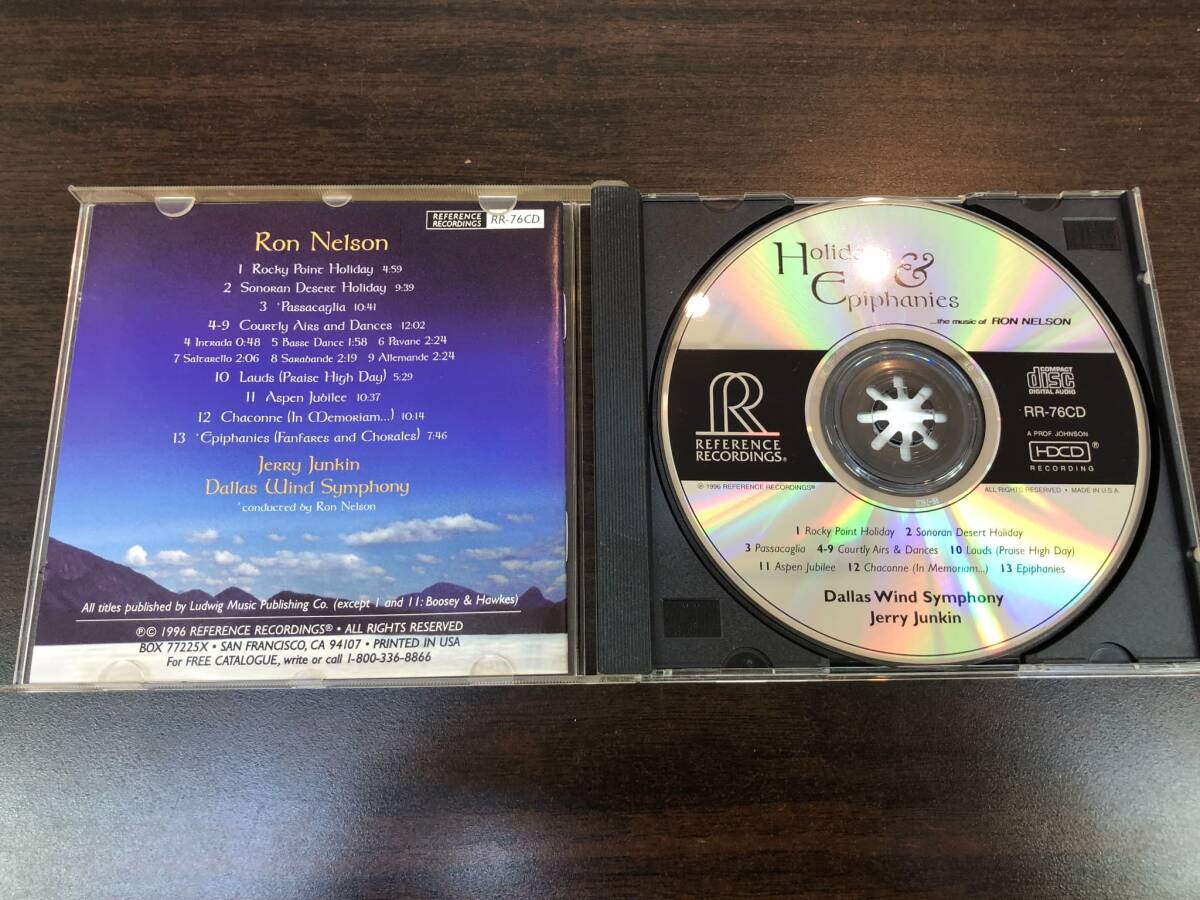 REFERENCE
RECORDINGS
RR-76CD
Ron Nelson
1 Rocky Point Holiday 4:59
2 Sonoran Desert Holiday 9:39
3 *Passacaglia 10:41
4-9 Courtly Airs and Dances 12:02
4 Intrada 0:48 5 Basse Dance 1:58 6 Pavane 2:24
7 Saltarello 2:06 8 Sarabande 2:19 9 Allemande 2:24
10 Lauds (Praise High Day) 5:29
11 Aspen Jubilee 10:37
12 Chaconne (In Memoriam...) 10:14
13 *Epiphanies (Fanfares and Chorales) 7:46
Jerry Junkin
Dallas Wind Symphony
*conducted by Ron Nelson
All titles published by Ludwig Music Publishing Co. (except 1 and 11: Boosey & Hawkes)
℗© 1996 REFERENCE RECORDINGS® • ALL RIGHTS RESERVED
BOX 77225X • SAN FRANCISCO, CA 94107 • PRINTED IN USA
For FREE CATALOGUE, write or call 1-800-336-8866
Holidays &
Epiphanies
...the music of RON NELSON
R
REFERENCE
RECORDINGS®
COMPACT
disc
DIGITAL AUDIO
RR-76CD
A PROF. JOHNSON
HDCD®
RECORDING
℗ 1996 REFERENCE RECORDINGS®
ALL RIGHTS RESERVED • MADE IN U.S.A.
1 Rocky Point Holiday 2 Sonoran Desert Holiday
3 Passacaglia 4-9 Courtly Airs & Dances 10 Lauds (Praise High Day)
11 Aspen Jubilee 12 Chaconne (In Memoriam...) 13 Epiphanies
Dallas Wind Symphony
Jerry Junkin